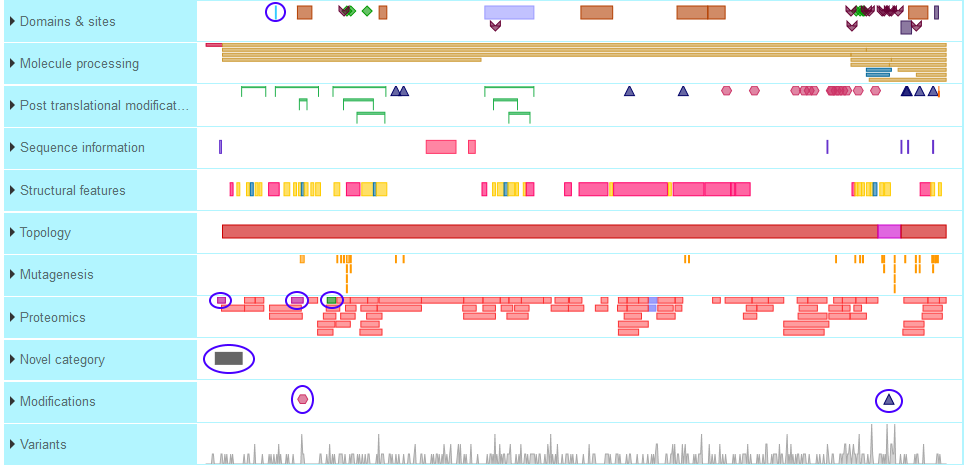 Domains & sites
Molecule processing
Post translational modificat...
Sequence information
Structural features
Topology
Mutagenesis
Proteomics
Novel category
Modifications
Variants